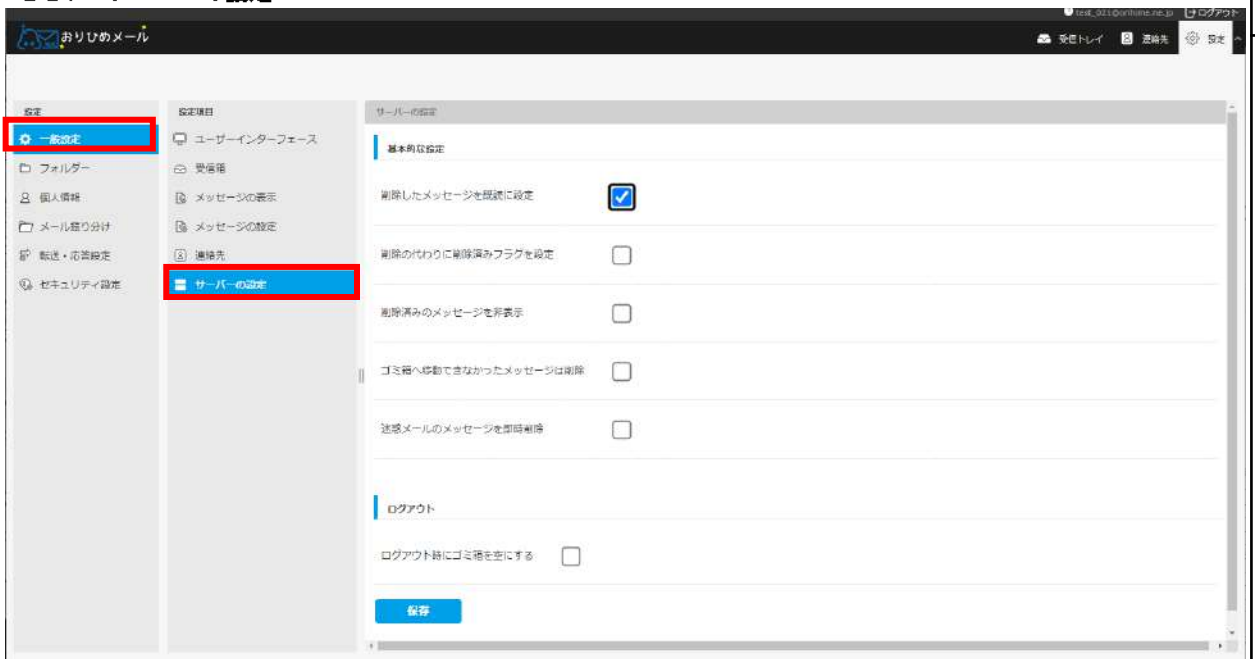 test_021@orihime.ne.jp ログアウト
おりひめメール
受信トレイ 連絡先 設定
設定
一般設定
フォルダー
個人情報
メール振り分け
転送・応答設定
セキュリティ設定
設定項目
ユーザーインターフェース
受信箱
メッセージの表示
メッセージの設定
連絡先
サーバーの設定
サーバーの設定
基本的な設定
削除したメッセージを既読に設定
削除の代わりに削除済みフラグを設定
削除済みのメッセージを非表示
ゴミ箱へ移動できなかったメッセージは削除
迷惑メールのメッセージを即時削除
ログアウト
ログアウト時にゴミ箱を空にする
保存